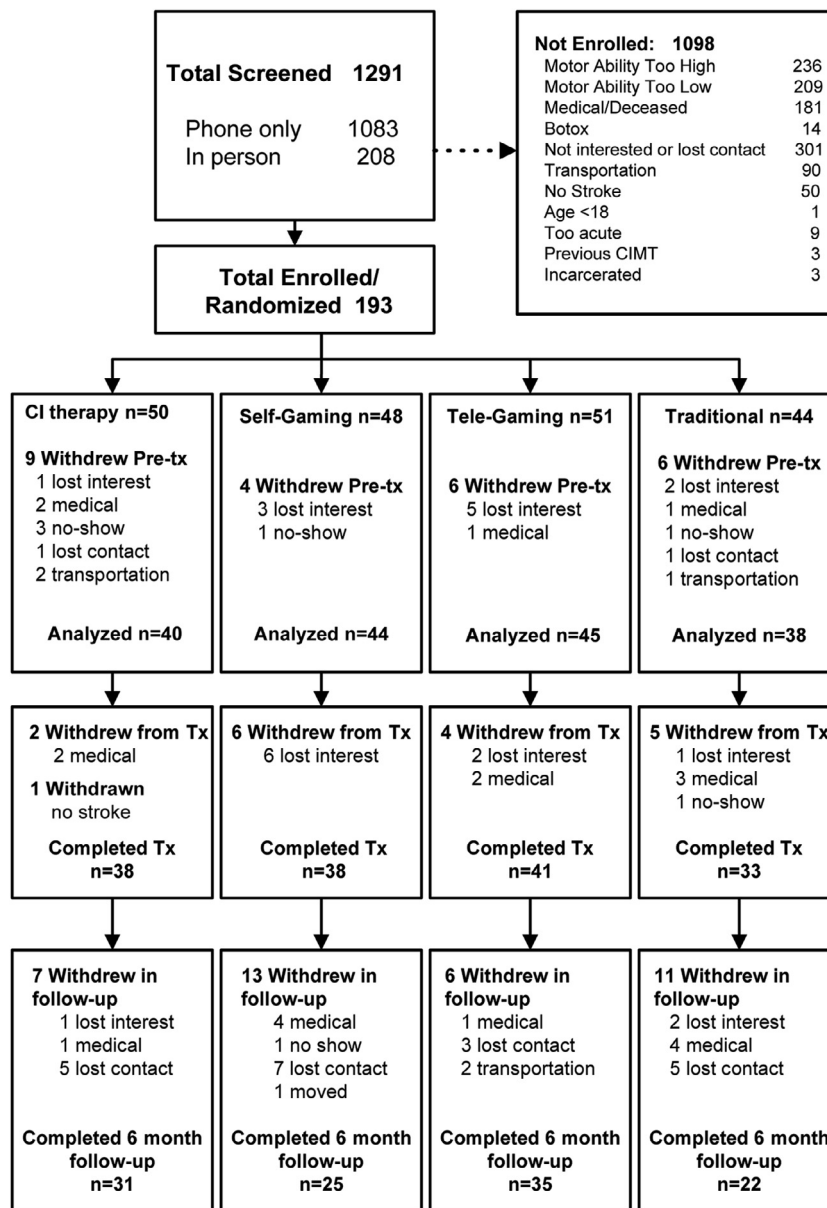 Total Screened 1291
Phone only 1083
In person 208
Not Enrolled: 1098
Motor Ability Too High 236
Motor Ability Too Low 209
Medical/Deceased 181
Botox 14
Not interested or lost contact 301
Transportation 90
No Stroke 50
Age <18 1
Too acute 9
Previous CIMT 3
Incarcerated 3
Total Enrolled/
Randomized 193
CI therapy n=50
9 Withdrew Pre-tx
1 lost interest
2 medical
3 no-show
1 lost contact
2 transportation
Analyzed n=40
Self-Gaming n=48
4 Withdrew Pre-tx
3 lost interest
1 no-show
Analyzed n=44
Tele-Gaming n=51
6 Withdrew Pre-tx
5 lost interest
1 medical
Analyzed n=45
Traditional n=44
6 Withdrew Pre-tx
2 lost interest
1 medical
1 no-show
1 lost contact
1 transportation
Analyzed n=38
2 Withdrew from Tx
2 medical
1 Withdrawn
no stroke
Completed Tx
n=38
6 Withdrew from Tx
6 lost interest
Completed Tx
n=38
4 Withdrew from Tx
2 lost interest
2 medical
Completed Tx
n=41
5 Withdrew from Tx
1 lost interest
3 medical
1 no-show
Completed Tx
n=33
7 Withdrew in
follow-up
1 lost interest
1 medical
5 lost contact
Completed 6 month
follow-up
n=31
13 Withdrew in
follow-up
4 medical
1 no show
7 lost contact
1 moved
Completed 6 month
follow-up
n=25
6 Withdrew in
follow-up
1 medical
3 lost contact
2 transportation
Completed 6 month
follow-up
n=35
11 Withdrew in
follow-up
2 lost interest
4 medical
5 lost contact
Completed 6 month
follow-up
n=22